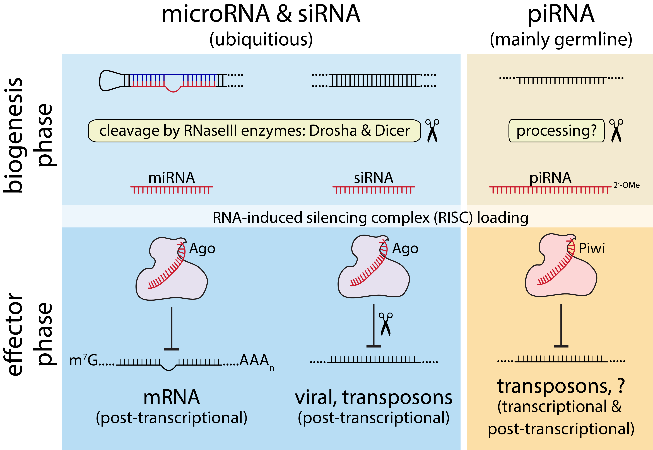 microRNA & siRNA
(ubiquitious)
piRNA
(mainly germline)
biogenesis
phase
cleavage by RNaseIII enzymes: Drosha & Dicer
processing?
miRNA
siRNA
piRNA
2'-OMe
RNA-induced silencing complex (RISC) loading
effector
phase
Ago
Ago
Piwi
m7G
AAAn
mRNA
(post-transcriptional)
viral, transposons
(post-transcriptional)
transposons, ?
(transcriptional &
post-transcriptional)